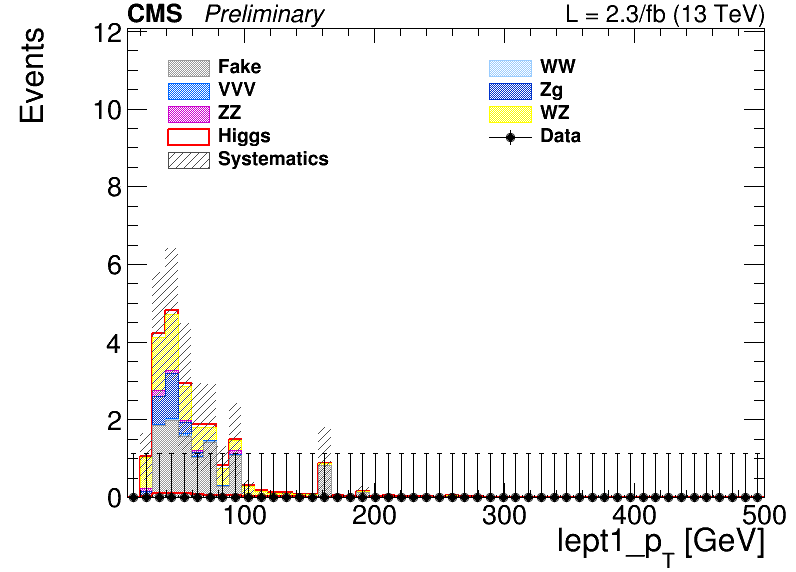 CMS Preliminary L = 2.3/fb (13 TeV)
Events
12
10
8
6
4
2
0
Fake
VVV
ZZ
Higgs
Systematics
WW
Zg
WZ
Data
100 200 300 400 500
lept1_p_T [GeV]